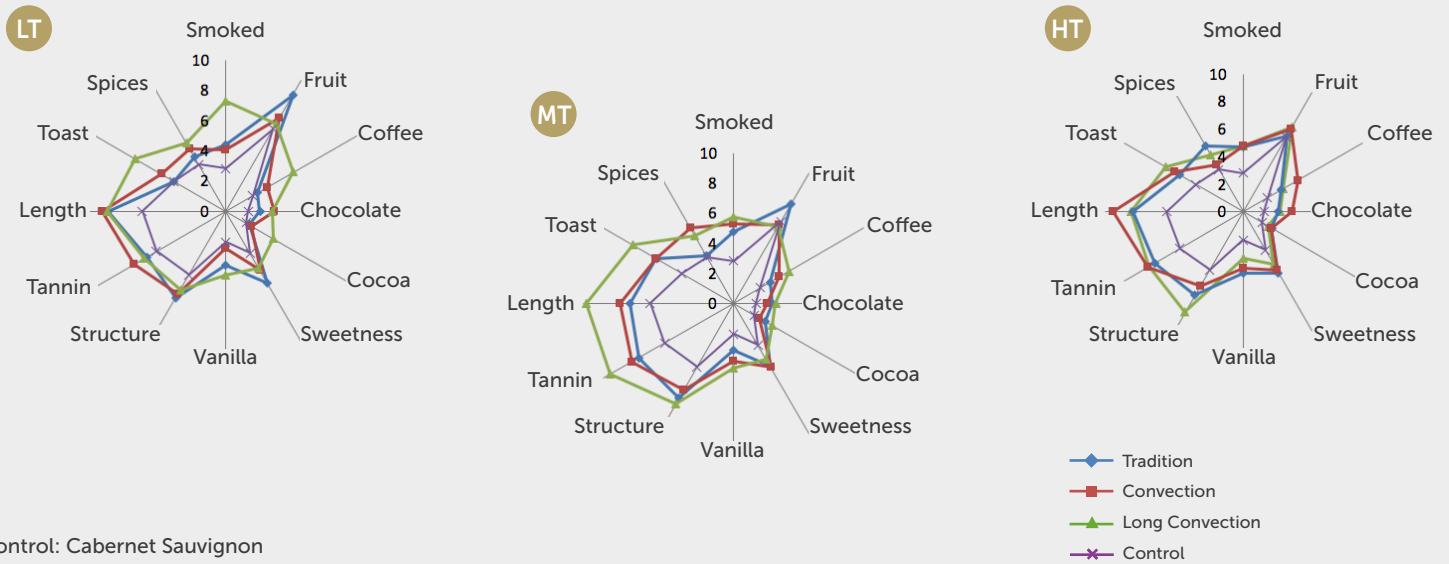 LT
Smoked
10
8
6
4
2
0
Fruit
Coffee
Chocolate
Cocoa
Sweetness
Vanilla
Structure
Tannin
Length
Toast
Spices
MT
Smoked
10
8
6
4
2
0
Fruit
Coffee
Chocolate
Cocoa
Sweetness
Vanilla
Structure
Tannin
Length
Toast
Spices
HT
Smoked
10
8
6
4
2
0
Fruit
Coffee
Chocolate
Cocoa
Sweetness
Vanilla
Structure
Tannin
Length
Toast
Spices
Tradition
Convection
Long Convection
Control
ontrol: Cabernet Sauvignon